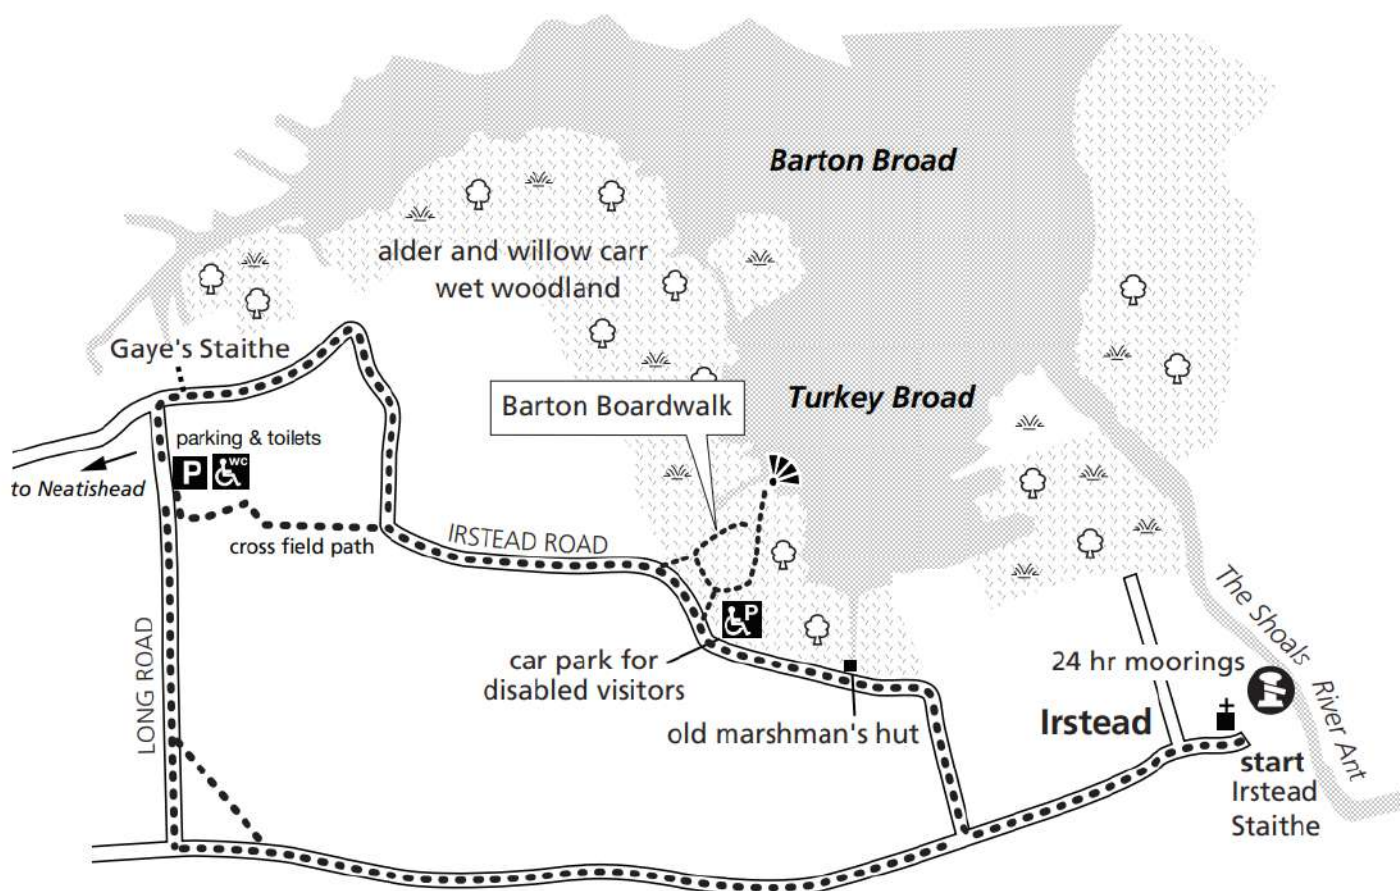 Barton Broad
alder and willow carr
wet woodland
Gaye's Staithe
Barton Boardwalk
Turkey Broad
parking & toilets
P
WC
to Neatishead
cross field path
IRSTEAD ROAD
P
LONG ROAD
car park for
disabled visitors
old marshman's hut
The Shoals
24 hr moorings
River Ant
Irstead
start
Irstead
Staithe